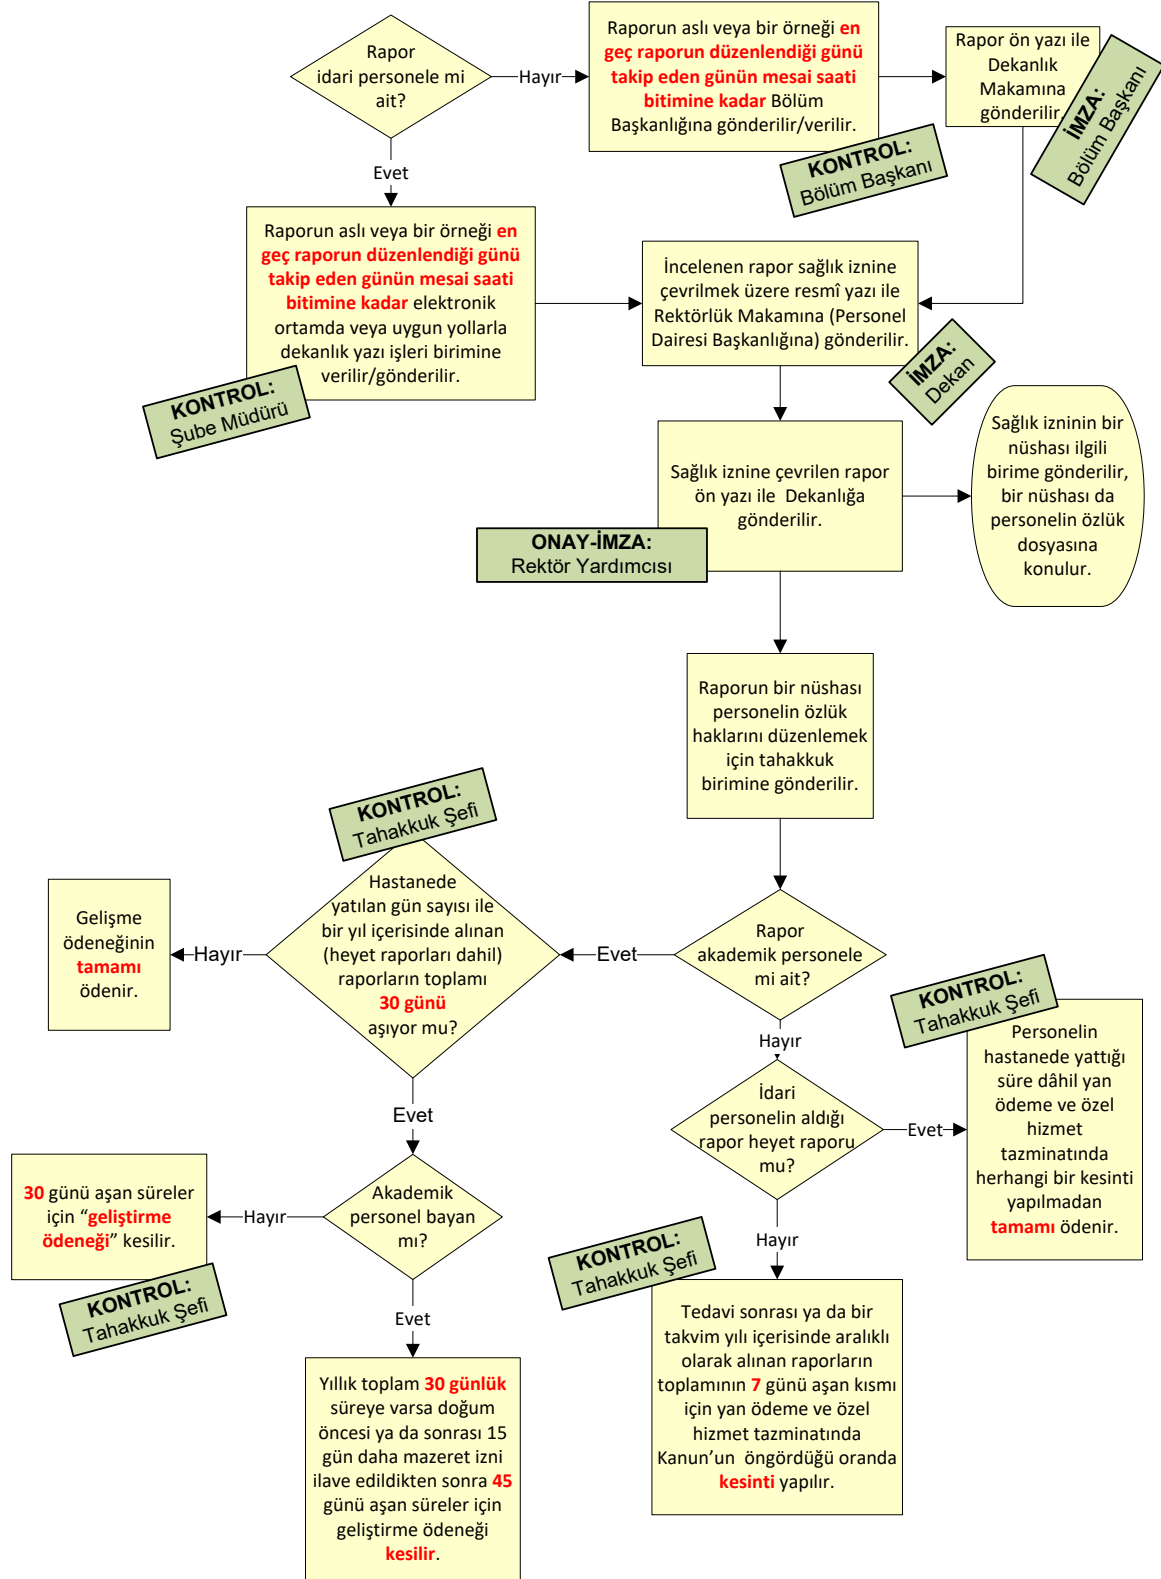 Rapor
idari personele mi
ait?
Hayır
Raporun aslı veya bir örneği en
geç raporun düzenlendiği günü
takip eden günün mesai saati
bitimine kadar Bölüm
Başkanlığına gönderilir/verilir.
KONTROL:
Bölüm Başkanı
Rapor ön yazı ile
Dekanlık
Makamına
gönderilir.
İMZA:
Bölüm Başkanı
Evet
Raporun aslı veya bir örneği en
geç raporun düzenlendiği günü
takip eden günün mesai saati
bitimine kadar elektronik
ortamda veya uygun yollarla
dekanlık yazı işleri birimine
verilir/gönderilir.
KONTROL:
Şube Müdürü
İncelenen rapor sağlık iznine
çevrilmek üzere resmî yazı ile
Rektörlük Makamına (Personel
Dairesi Başkanlığına) gönderilir.
İMZA:
Dekan
Sağlık iznine çevrilen rapor
ön yazı ile  Dekanlığa
gönderilir.
ONAY-İMZA:
Rektör Yardımcısı
Sağlık izninin bir
nüshası ilgili
birime gönderilir,
bir nüshası da
personelin özlük
dosyasına
konulur.
Raporun bir nüshası
personelin özlük
haklarını düzenlemek
için tahakkuk
birimine gönderilir.
KONTROL:
Tahakkuk Şefi
Hastanede
yatılan gün sayısı ile
bir yıl içerisinde alınan
(heyet raporları dahil)
raporların toplamı
30 günü
aşıyor mu?
Hayır
Gelişme
ödeneğinin
tamamı
ödenir.
Evet
Rapor
akademik personele
mi ait?
Hayır
İdari
personelin aldığı
rapor heyet raporu
mu?
Evet
KONTROL:
Tahakkuk Şefi
Personelin
hastanede yattığı
süre dâhil yan
ödeme ve özel
hizmet
tazminatında
herhangi bir kesinti
yapılmadan
tamamı ödenir.
Evet
Akademik
personel bayan
mı?
Hayır
30 günü aşan süreler
için “geliştirme
ödeneği” kesilir.
KONTROL:
Tahakkuk Şefi
Evet
Yıllık toplam 30 günlük
süreye varsa doğum
öncesi ya da sonrası 15
gün daha mazeret izni
ilave edildikten sonra 45
günü aşan süreler için
geliştirme ödeneği
kesilir.
Hayır
KONTROL:
Tahakkuk Şefi
Tedavi sonrası ya da bir
takvim yılı içerisinde aralıklı
olarak alınan raporların
toplamının 7 günü aşan kısmı
için yan ödeme ve özel
hizmet tazminatında
Kanun’un  öngördüğü oranda
kesinti yapılır.